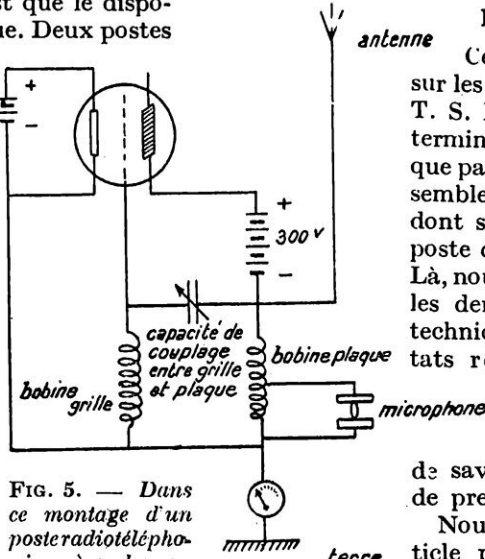 est que le dispo-
ue. Deux postes
antenne
+
−
+
300 v
−
capacité de
couplage
entre grille
et plaque
bobine
grille
bobine plaque
microphone
terre
FIG. 5. — Dans
ce montage d'un
poste radiotélépho-
Ce
sur les
T. S.
termin
que pa
semble
dont s
poste d
Là, nou
les der
technic
tats r
de sav
de pre
Nou
ticle p